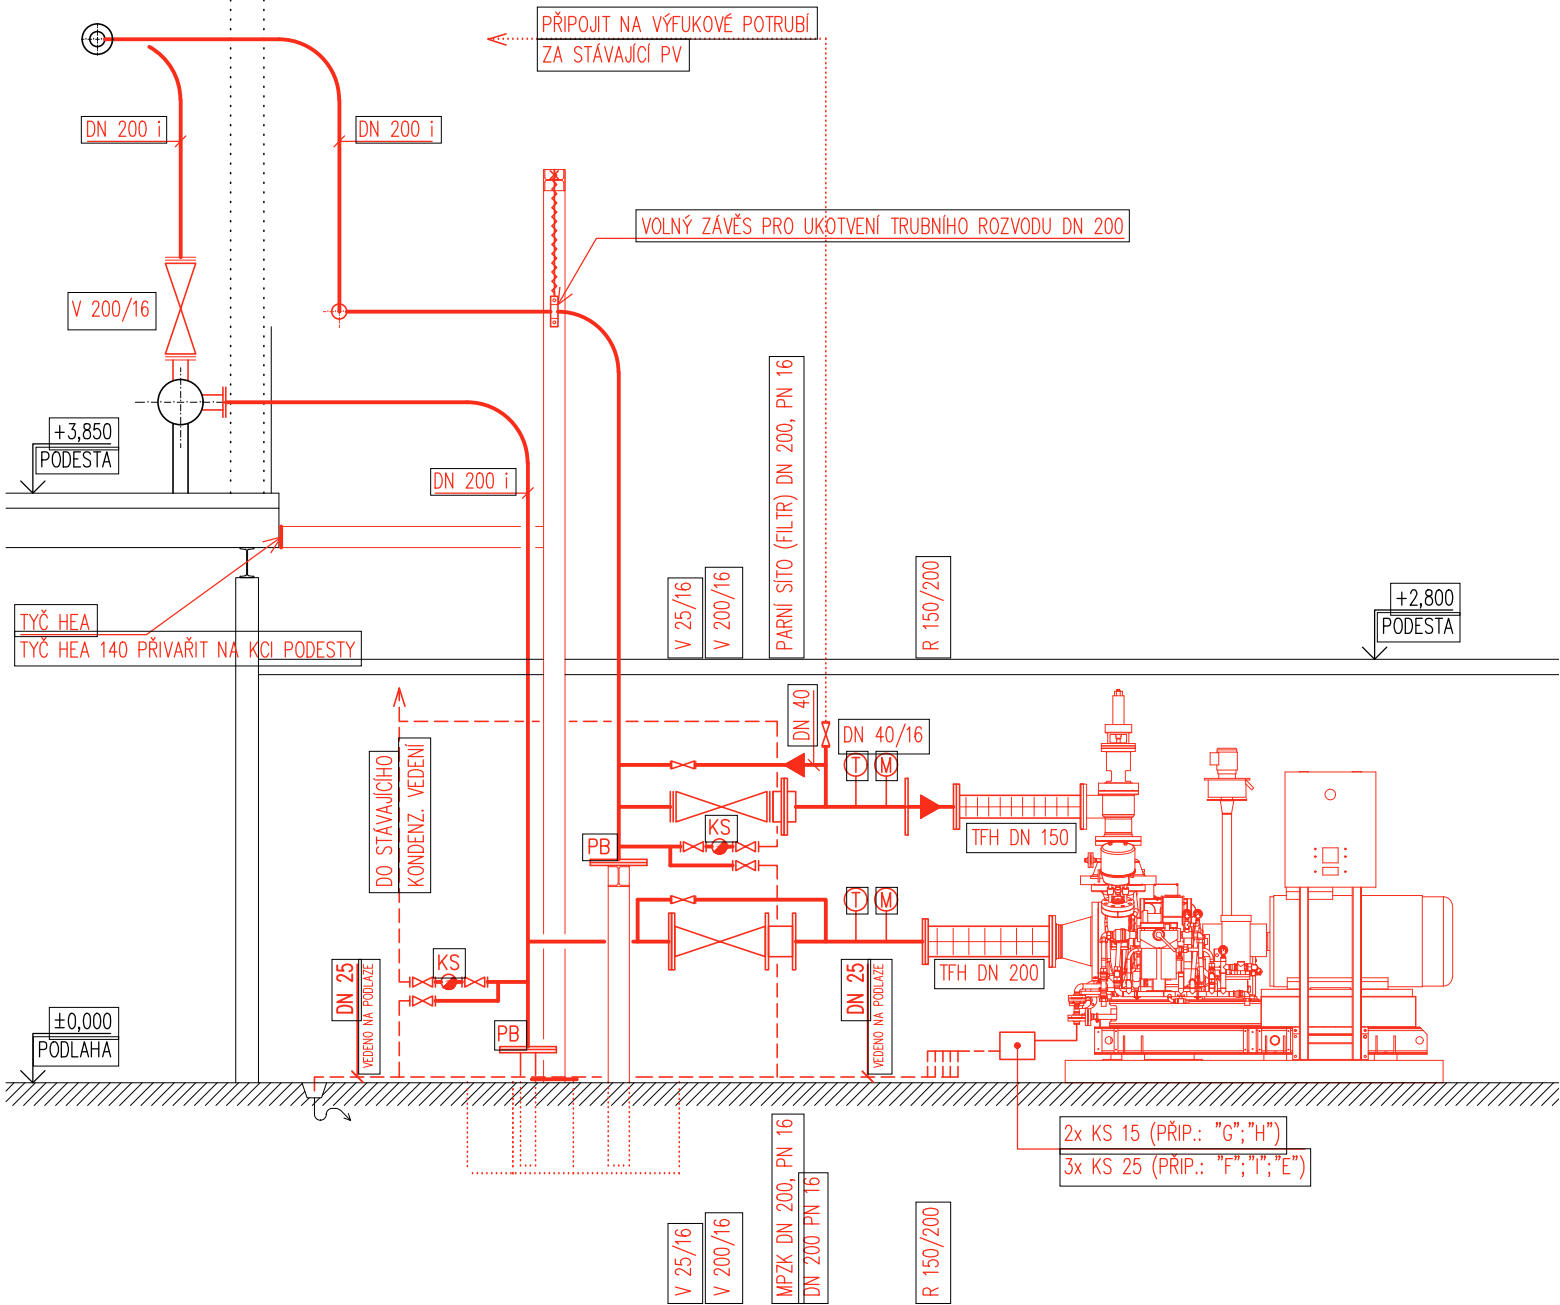 PŘIPOJIT NA VÝFUKOVÉ POTRUBÍ
ZA STÁVAJÍCÍ PV
DN 200 i
DN 200 i
VOLNÝ ZÁVĚS PRO UKOTVENÍ TRUBNÍHO ROZVODU DN 200
V 200/16
+3,850
PODESTA
DN 200 i
PARNÍ SÍTO (FILTR) DN 200, PN 16
V 25/16
V 200/16
R 150/200
+2,800
PODESTA
TYČ HEA
TYČ HEA 140 PŘIVAŘIT NA KCI PODESTY
DN 40
DN 40/16
DO STÁVAJÍCÍHO
KONDENZ. VEDENÍ
T
M
KS
PB
TFH DN 150
T
M
KS
TFH DN 200
DN 25
VEDENO NA PODLAZE
DN 25
VEDENO NA PODLAZE
PB
±0,000
PODLAHA
2x KS 15 (PŘIP.: "G";"H")
3x KS 25 (PŘIP.: "F";"I";"E")
V 25/16
V 200/16
MPZK DN 200, PN 16
DN 200 PN 16
R 150/200